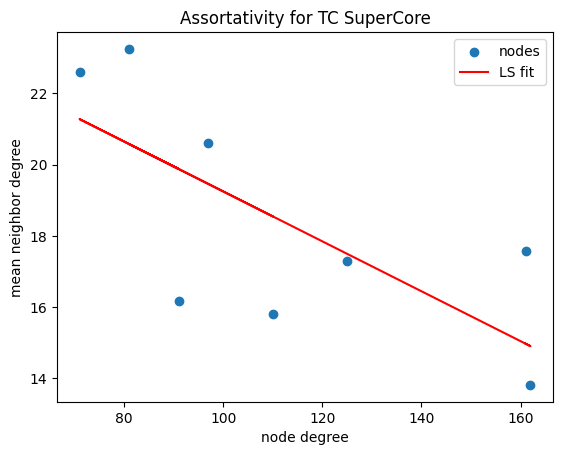 Assortativity for TC SuperCore
nodes
LS fit
mean neighbor degree
22
20
18
16
14
80
100
120
140
160
node degree